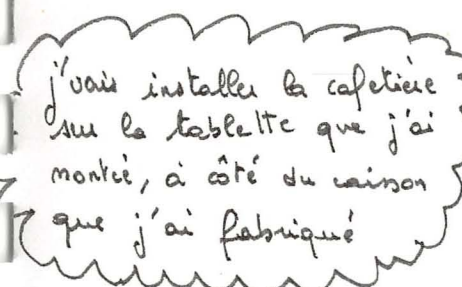 j'vais installer la cafetière
sur la tablette que j'ai
montée, à côté du caisson
que j'ai fabriqué